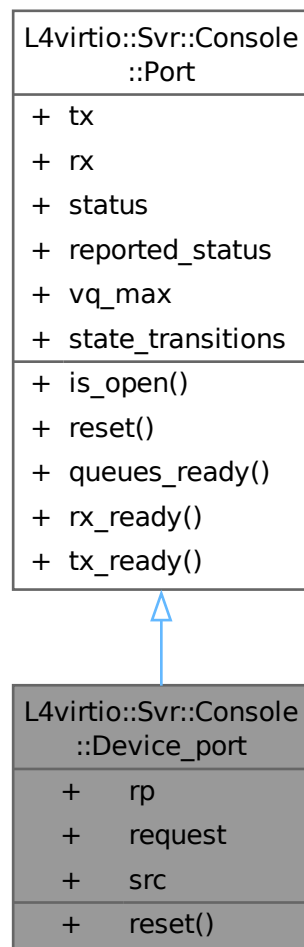 L4virtio::Svr::Console
::Port
+ tx
+ rx
+ status
+ reported_status
+ vq_max
+ state_transitions
+ is_open()
+ reset()
+ queues_ready()
+ rx_ready()
+ tx_ready()
L4virtio::Svr::Console
::Device_port
+ rp
+ request
+ src
+ reset()